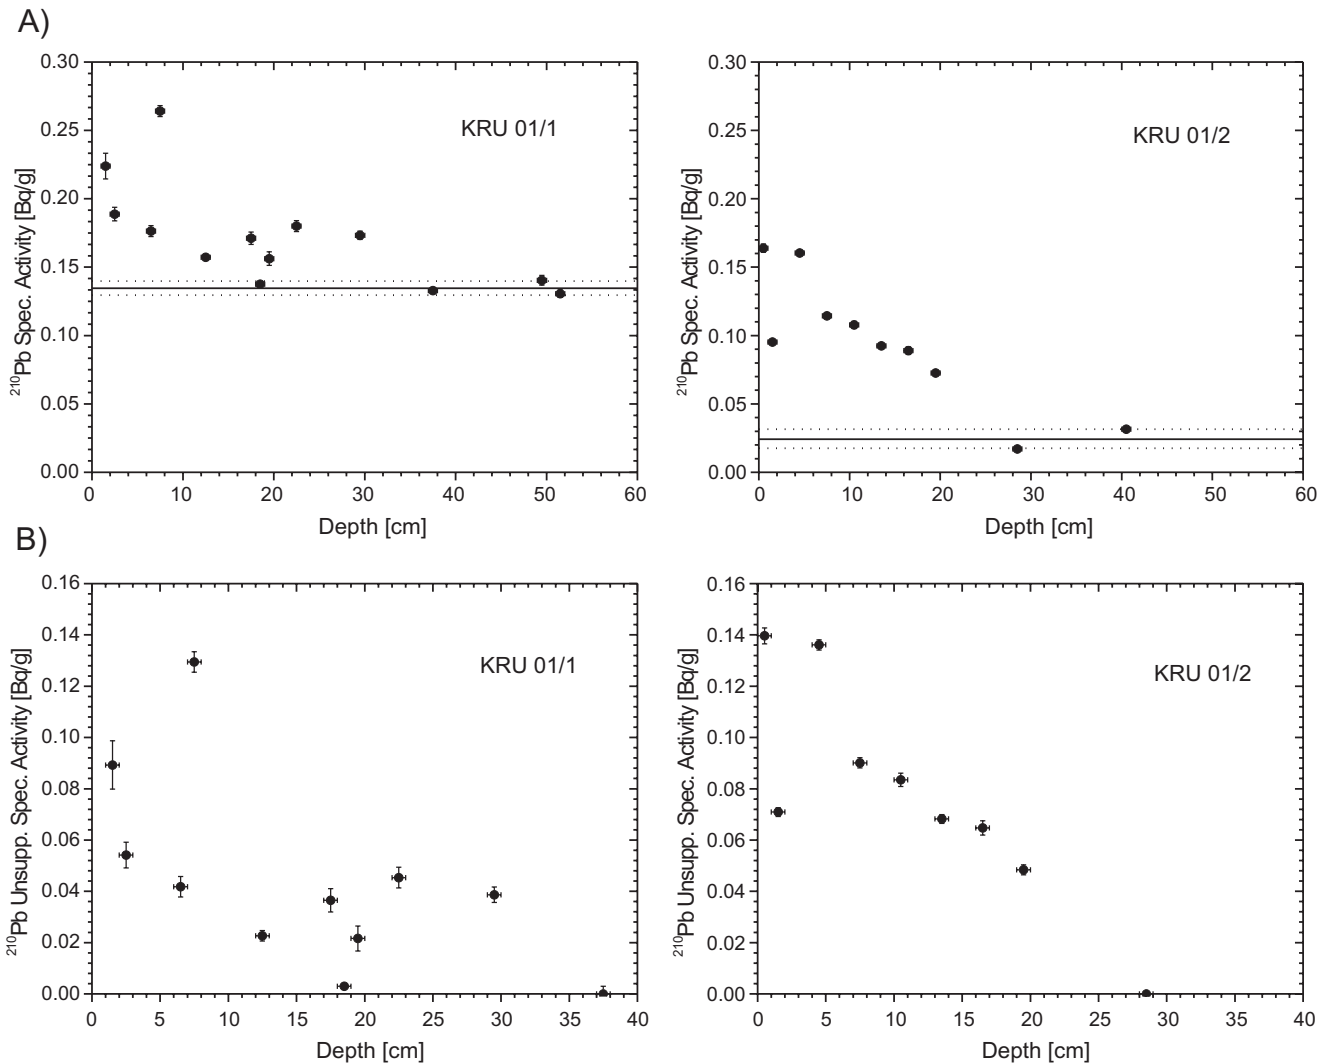 A)
0.30
0.25
0.20
0.15
0.10
0.05
0.00
²¹⁰Pb Spec. Activity [Bq/g]
KRU 01/1
0 10 20 30 40 50 60
Depth [cm]
0.30
0.25
0.20
0.15
0.10
0.05
0.00
²¹⁰Pb Spec. Activity [Bq/g]
KRU 01/2
0 10 20 30 40 50 60
Depth [cm]
B)
0.16
0.14
0.12
0.10
0.08
0.06
0.04
0.02
0.00
²¹⁰Pb Unsupp. Spec. Activity [Bq/g]
KRU 01/1
0 5 10 15 20 25 30 35 40
Depth [cm]
0.16
0.14
0.12
0.10
0.08
0.06
0.04
0.02
0.00
²¹⁰Pb Unsupp. Spec. Activity [Bq/g]
KRU 01/2
0 5 10 15 20 25 30 35 40
Depth [cm]